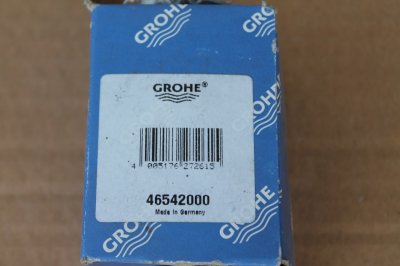 GROHE
GROHE®
4 005176 272615
46542000
Made in Germany
GROHE
GROHE